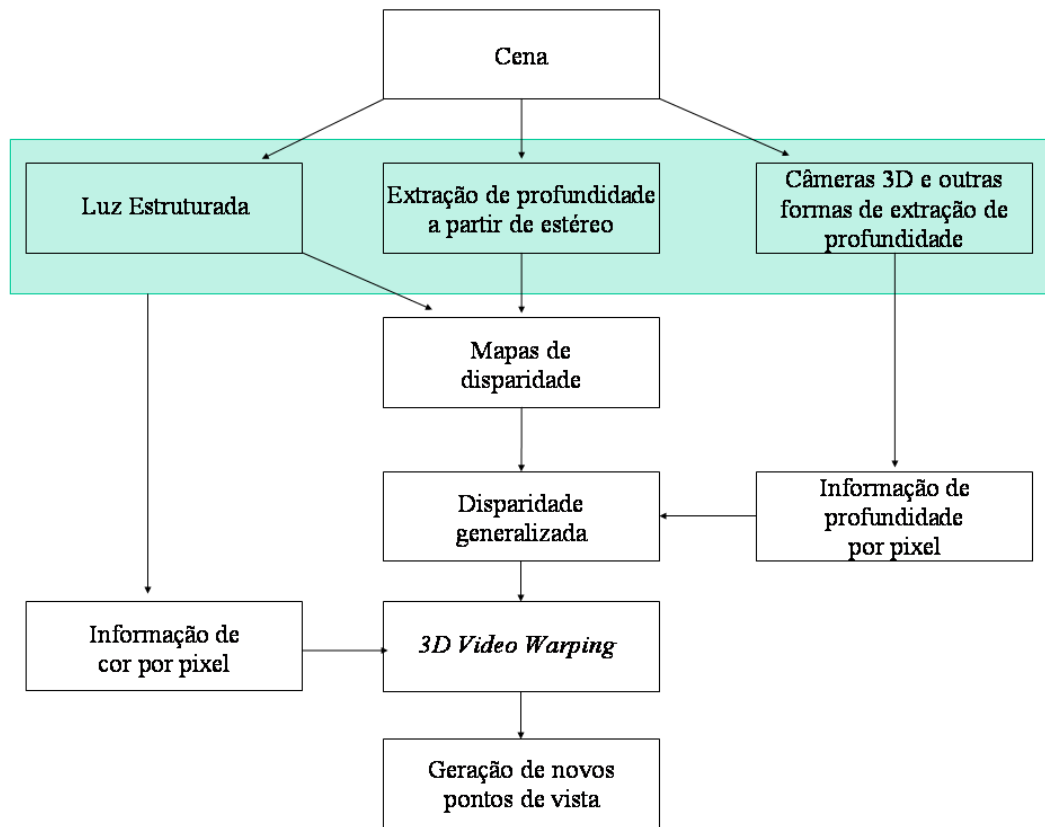 Cena
Luz Estruturada
Extração de profundidade
a partir de estéreo
Câmeras 3D e outras
formas de extração de
profundidade
Mapas de
disparidade
Disparidade
generalizada
Informação de
profundidade
por pixel
Informação de
cor por pixel
3D Video Warping
Geração de novos
pontos de vista